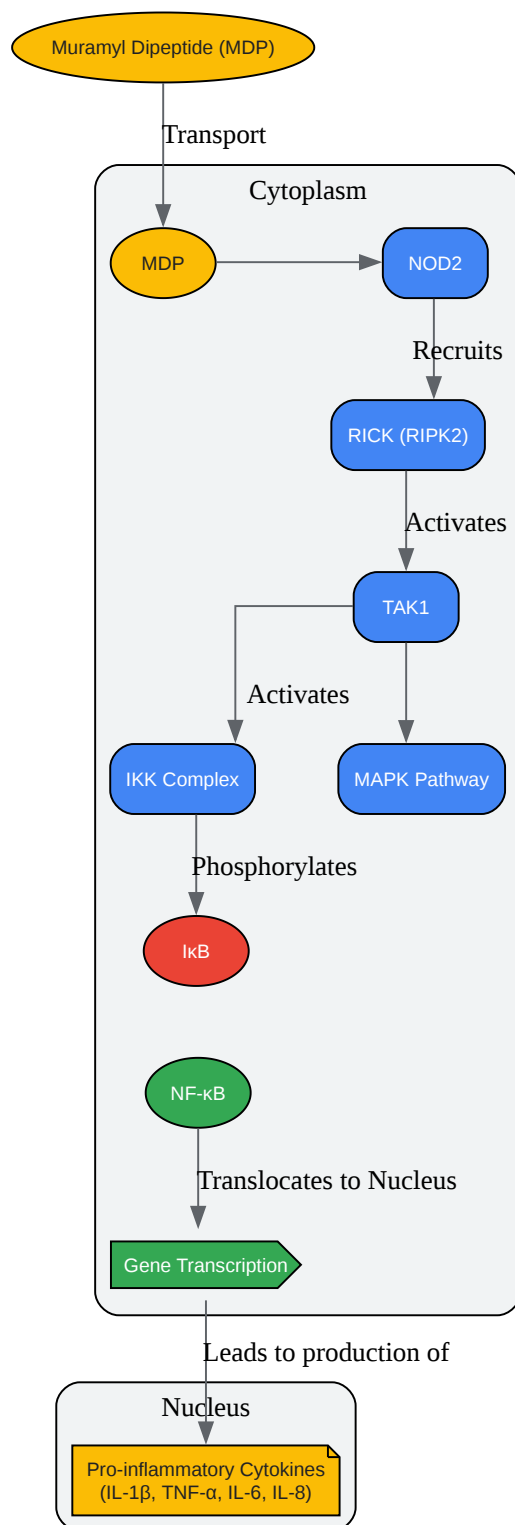 Muramyl Dipeptide (MDP)
Transport
Cytoplasm
MDP
NOD2
Recruits
RICK (RIPK2)
Activates
TAK1
Activates
IKK Complex
MAPK Pathway
Phosphorylates
IκB
NF-κB
Translocates to Nucleus
Gene Transcription
Leads to production of
Nucleus
Pro-inflammatory Cytokines
(IL-1β, TNF-α, IL-6, IL-8)